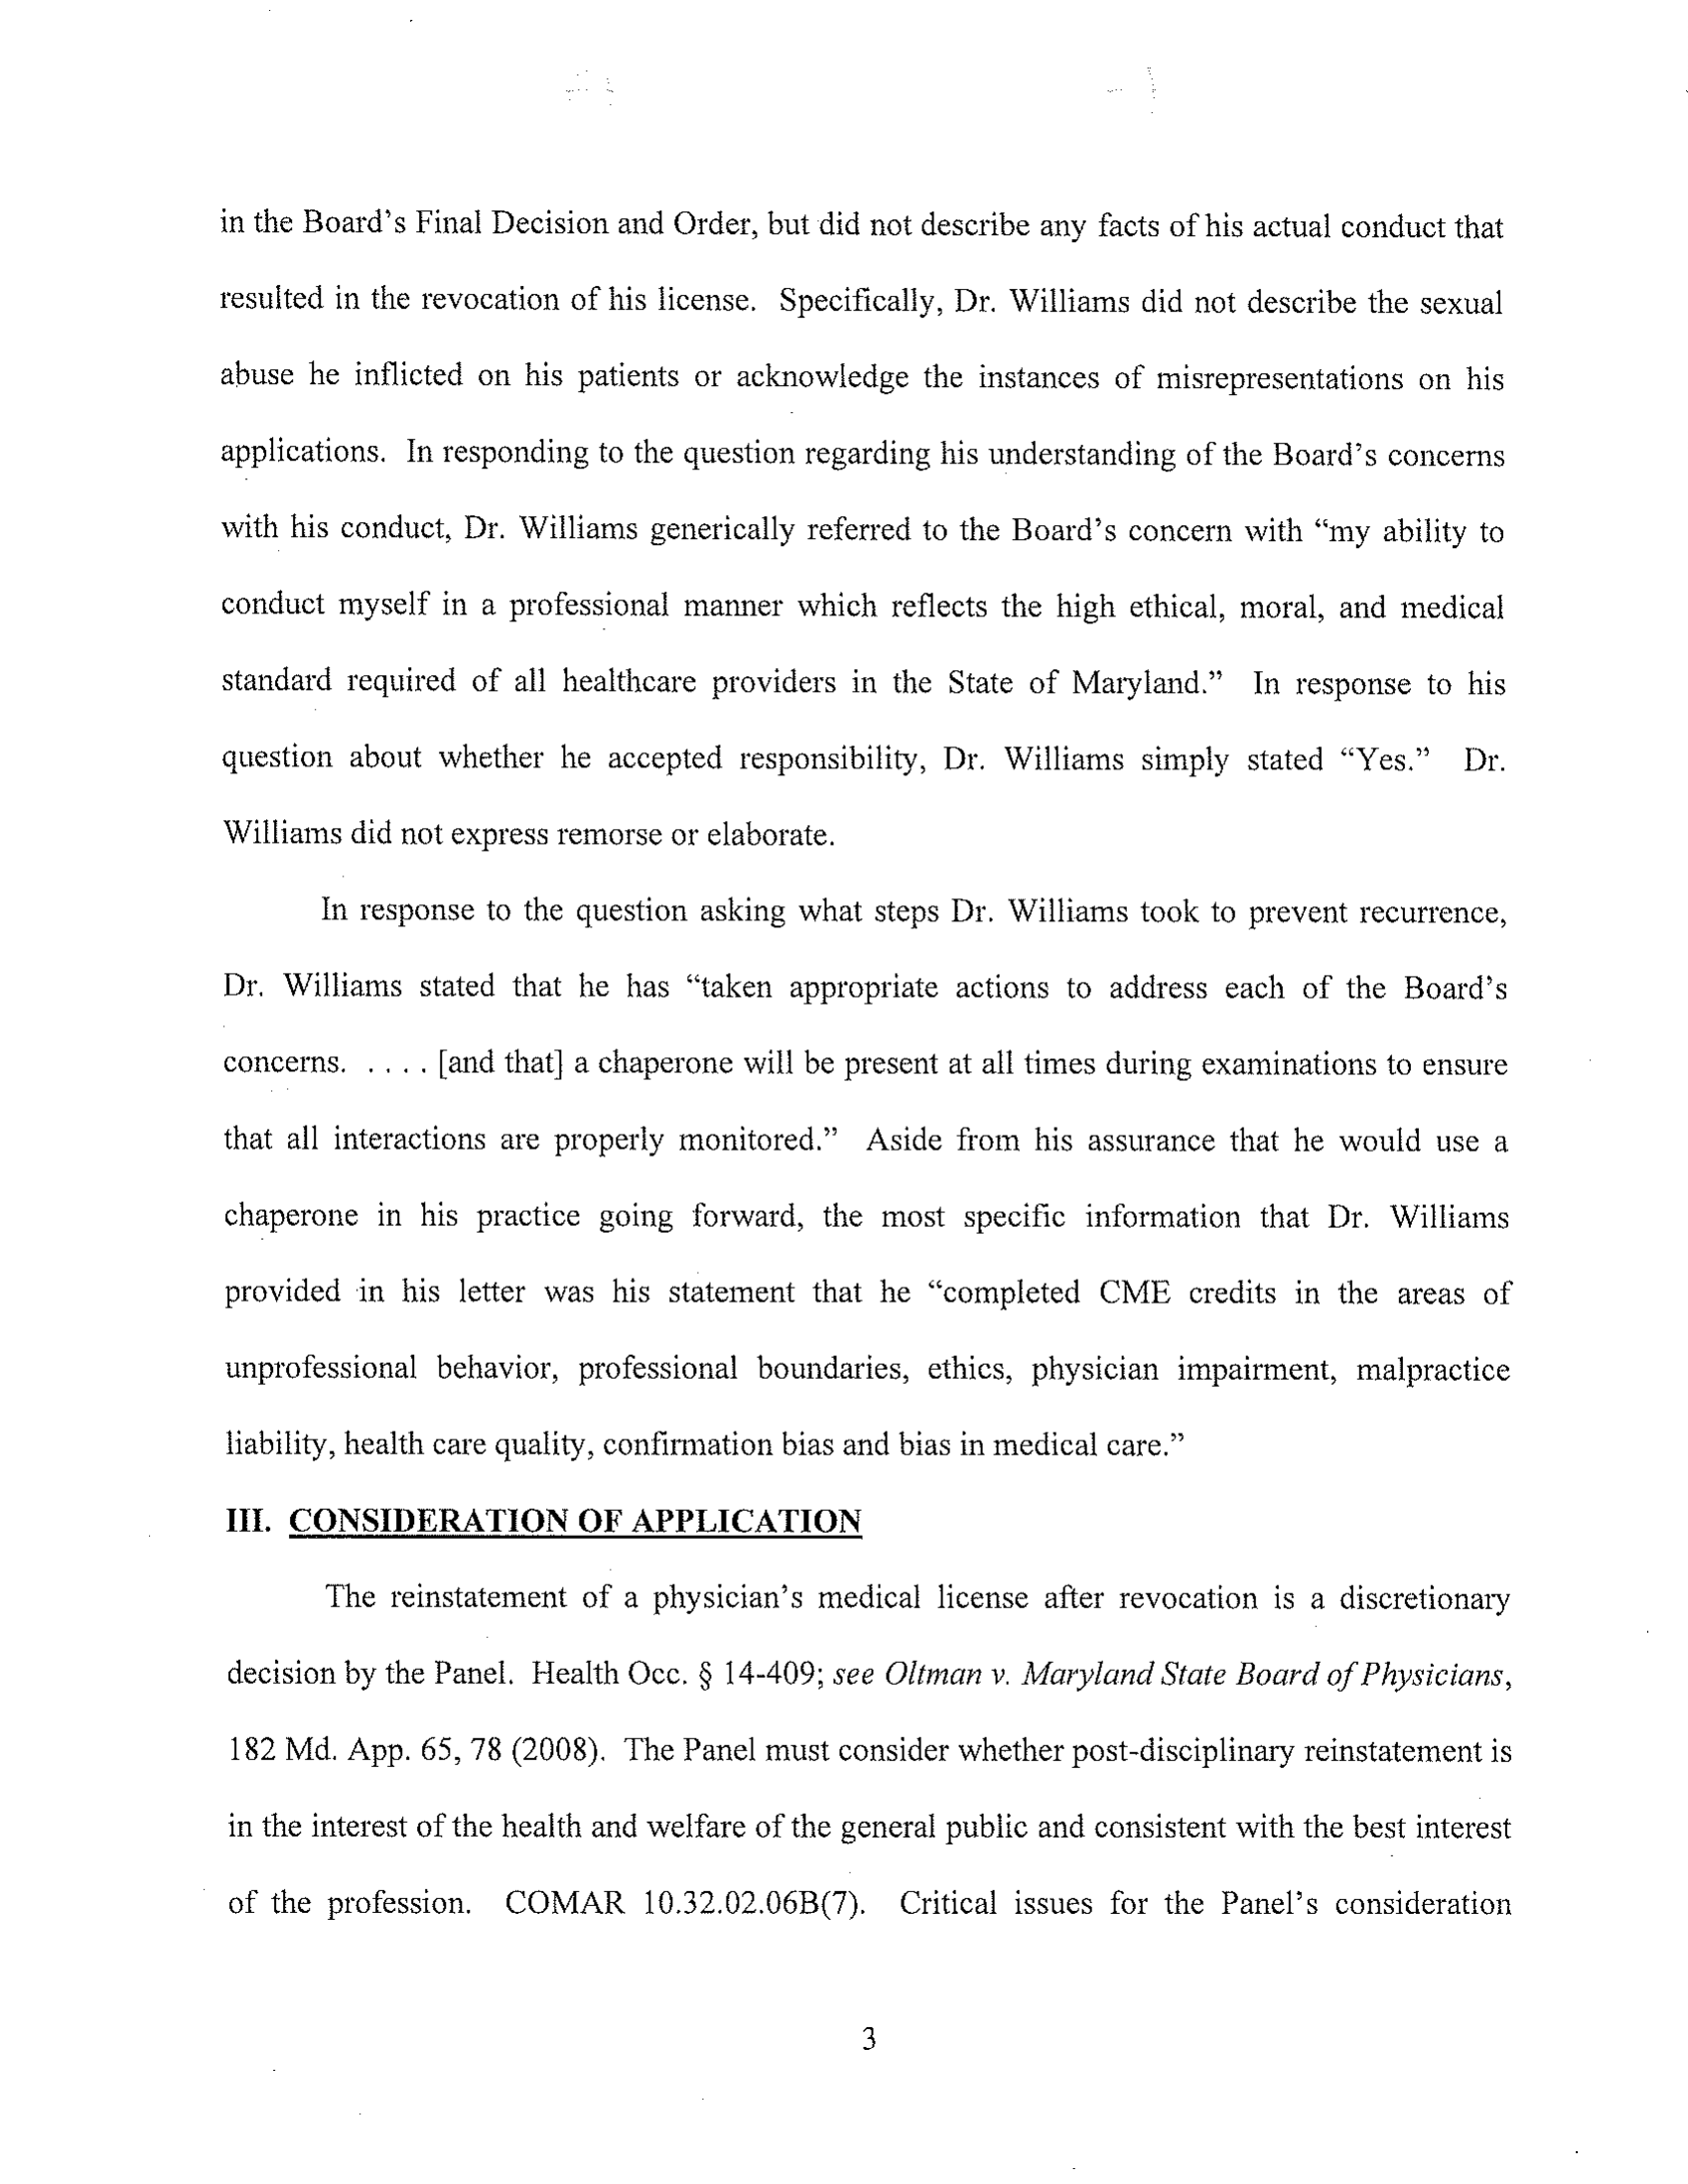 in the Board's Final Decision and Order, but did not describe any facts of his actual conduct that
resulted in the revocation of his license. Specifically, Dr. Williams did not describe the sexual
abuse he inflicted on his patients or acknowledge the instances of misrepresentations on his
applications. In responding to the question regarding his understanding of the Board's concerns
with his conduct, Dr. Williams generically referred to the Board's concern with “my ability to
conduct myself in a professional manner which reflects the high ethical, moral, and medical
standard required of all healthcare providers in the State of Maryland.” In response to his
question about whether he accepted responsibility, Dr. Williams simply stated “Yes.” Dr.
Williams did not express remorse or elaborate.
In response to the question asking what steps Dr. Williams took to prevent recurrence,
Dr. Williams stated that he has “taken appropriate actions to address each of the Board's
concerns. . . . . [and that] a chaperone will be present at all times during examinations to ensure
that all interactions are properly monitored.” Aside from his assurance that he would use a
chaperone in his practice going forward, the most specific information that Dr. Williams
provided in his letter was his statement that he “completed CME credits in the areas of
unprofessional behavior, professional boundaries, ethics, physician impairment, malpractice
liability, health care quality, confirmation bias and bias in medical care.”
III. CONSIDERATION OF APPLICATION
The reinstatement of a physician's medical license after revocation is a discretionary
decision by the Panel. Health Occ. § 14-409; see Oltman v. Maryland State Board of Physicians,
182 Md. App. 65, 78 (2008). The Panel must consider whether post-disciplinary reinstatement is
in the interest of the health and welfare of the general public and consistent with the best interest
of the profession. COMAR 10.32.02.06B(7). Critical issues for the Panel's consideration
3